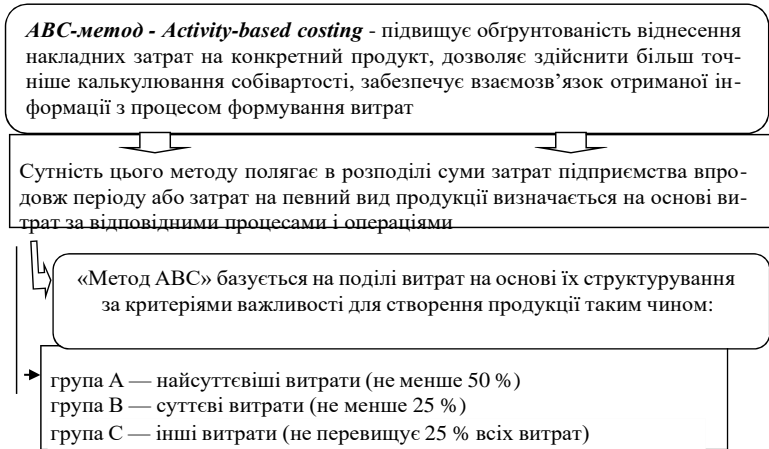 ABC-метод - Activity-based costing - підвищує обґрунтованість віднесення
накладних затрат на конкретний продукт, дозволяє здійснити більш точ-
ніше калькулювання собівартості, забезпечує взаємозв’язок отриманої ін-
формації з процесом формування витрат
Сутність цього методу полягає в розподілі суми затрат підприємства впро-
довж періоду або затрат на певний вид продукції визначається на основі ви-
трат за відповідними процесами і операціями
«Метод ABC» базується на поділі витрат на основі їх структурування
за критеріями важливості для створення продукції таким чином:
група А — найсуттєвіші витрати (не менше 50 %)
група В — суттєві витрати (не менше 25 %)
група С — інші витрати (не перевищує 25 % всіх витрат)